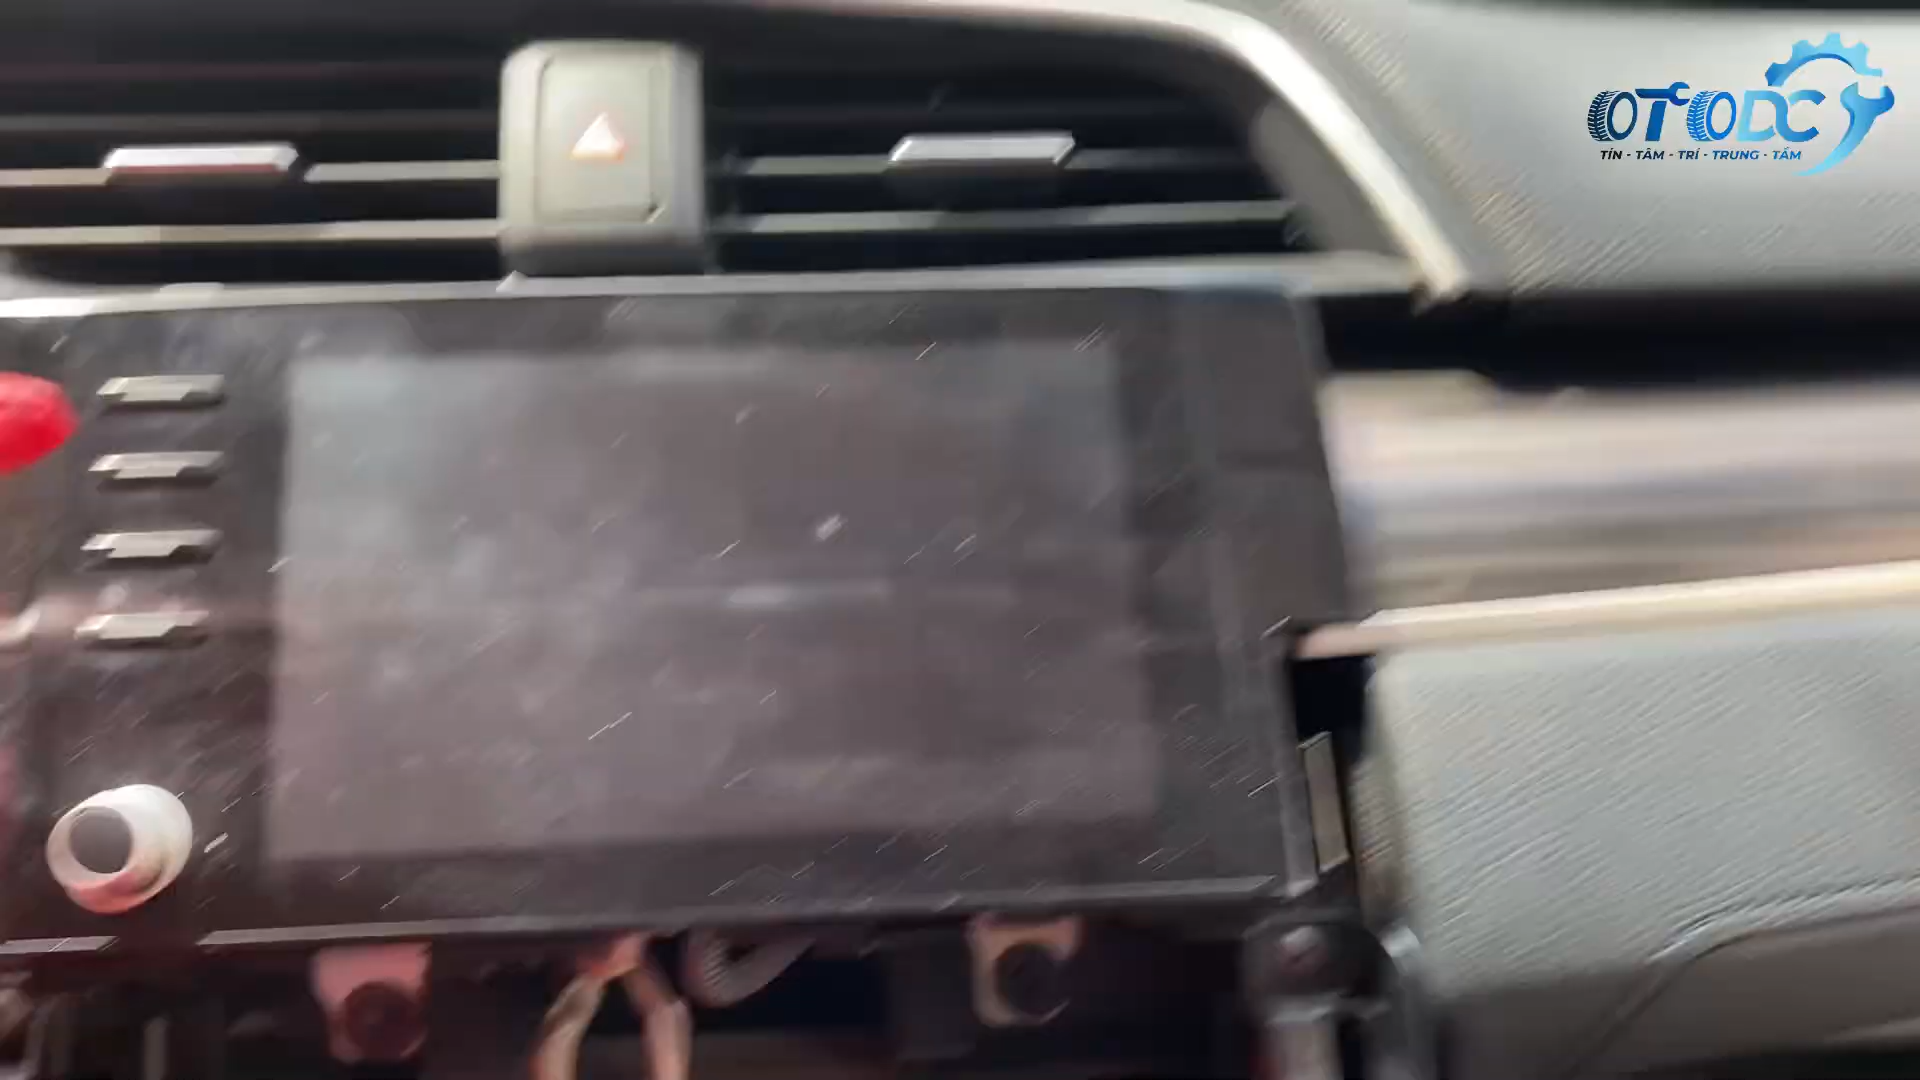 OTODC
TÍN - TÂM - TRÍ - TRUNG - TẤM